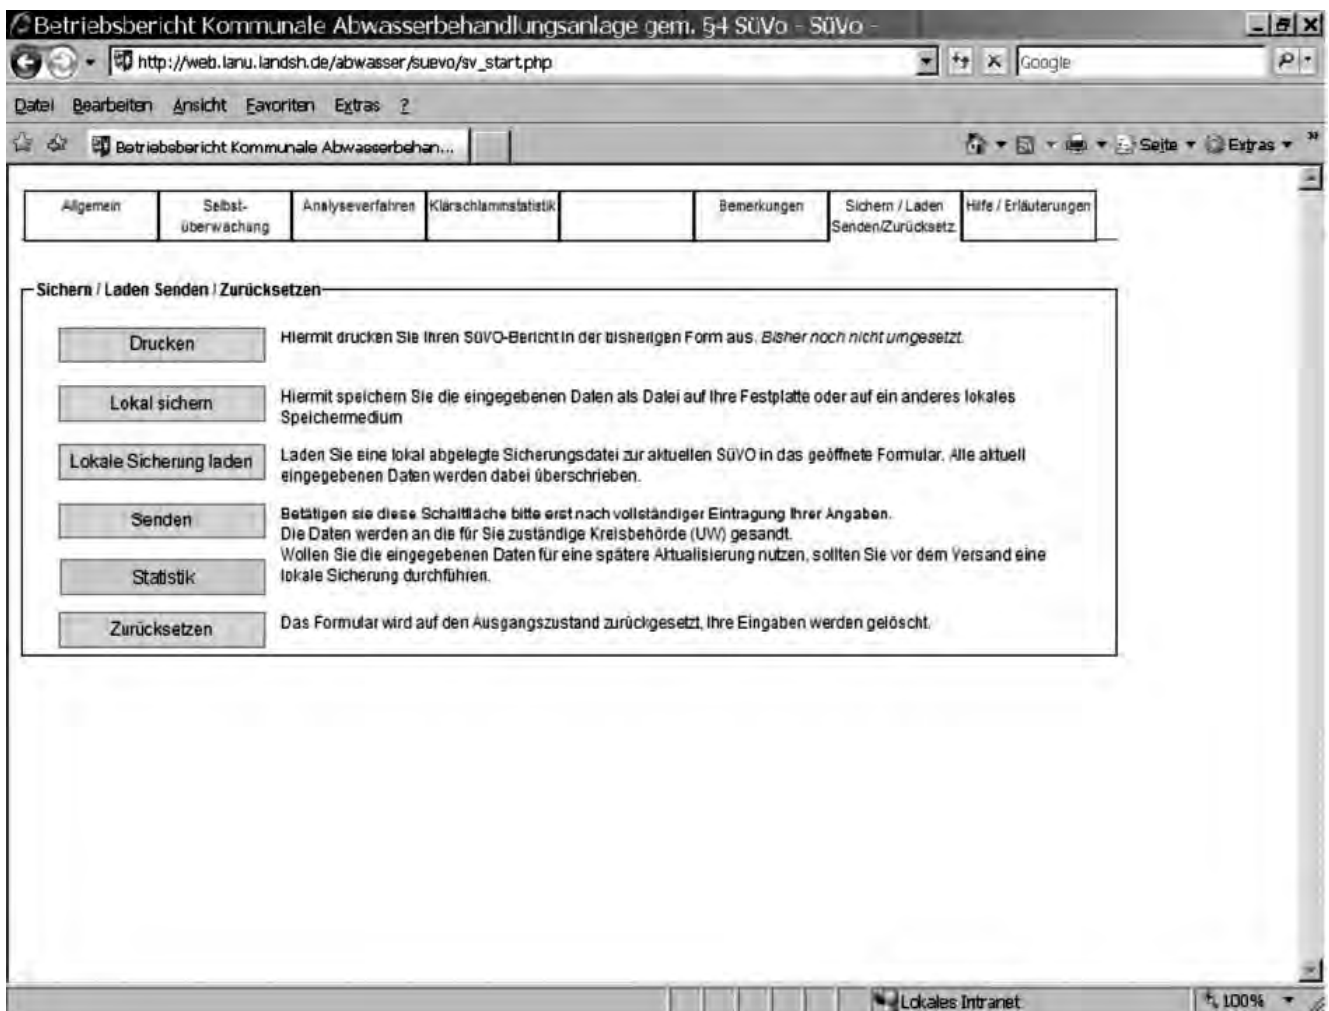 Betriebsbericht Kommunale Abwasserbehandlungsanlage gem. §4 SüVo - SüVo -
http://web.lanu.landsh.de/abwasser/suevo/sv_start.php
Google
Datei Bearbeiten Ansicht Favoriten Extras ?
Betriebsbericht Kommunale Abwasserbehan...
Seite
Extras
Allgemein
Selbst-
überwachung
Analyseverfahren
Klärschlammstatistik
Bemerkungen
Sichern / Laden
Senden/Zurücksetz
Hilfe / Erläuterungen
Sichern / Laden Senden / Zurücksetzen
Drucken
Hiermit drucken Sie Ihren SüVO-Bericht in der bisherigen Form aus. Bisher noch nicht umgesetzt.
Lokal sichern
Hiermit speichern Sie die eingegebenen Daten als Datei auf Ihre Festplatte oder auf ein anderes lokales
Speichermedium
Lokale Sicherung laden
Laden Sie eine lokal abgelegte Sicherungsdatei zur aktuellen SüVO in das geöffnete Formular. Alle aktuell
eingegebenen Daten werden dabei überschrieben.
Senden
Betätigen sie diese Schaltfläche bitte erst nach vollständiger Eintragung Ihrer Angaben.
Die Daten werden an die für Sie zuständige Kreisbehörde (UW) gesandt.
Wollen Sie die eingegebenen Daten für eine spätere Aktualisierung nutzen, sollten Sie vor dem Versand eine
lokale Sicherung durchführen.
Statistik
Zurücksetzen
Das Formular wird auf den Ausgangszustand zurückgesetzt, Ihre Eingaben werden gelöscht.
Lokales Intranet
100%